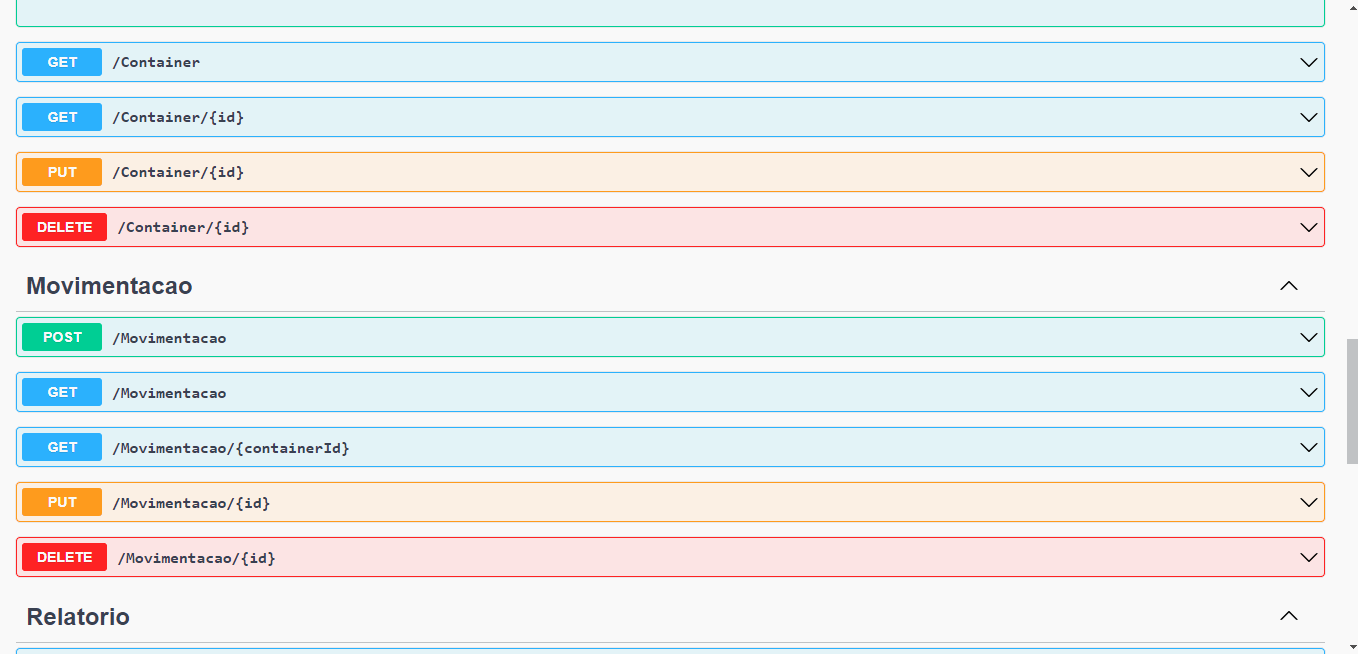 GET /Container
GET /Container/{id}
PUT /Container/{id}
DELETE /Container/{id}
Movimentacao
POST /Movimentacao
GET /Movimentacao
GET /Movimentacao/{containerId}
PUT /Movimentacao/{id}
DELETE /Movimentacao/{id}
Relatorio